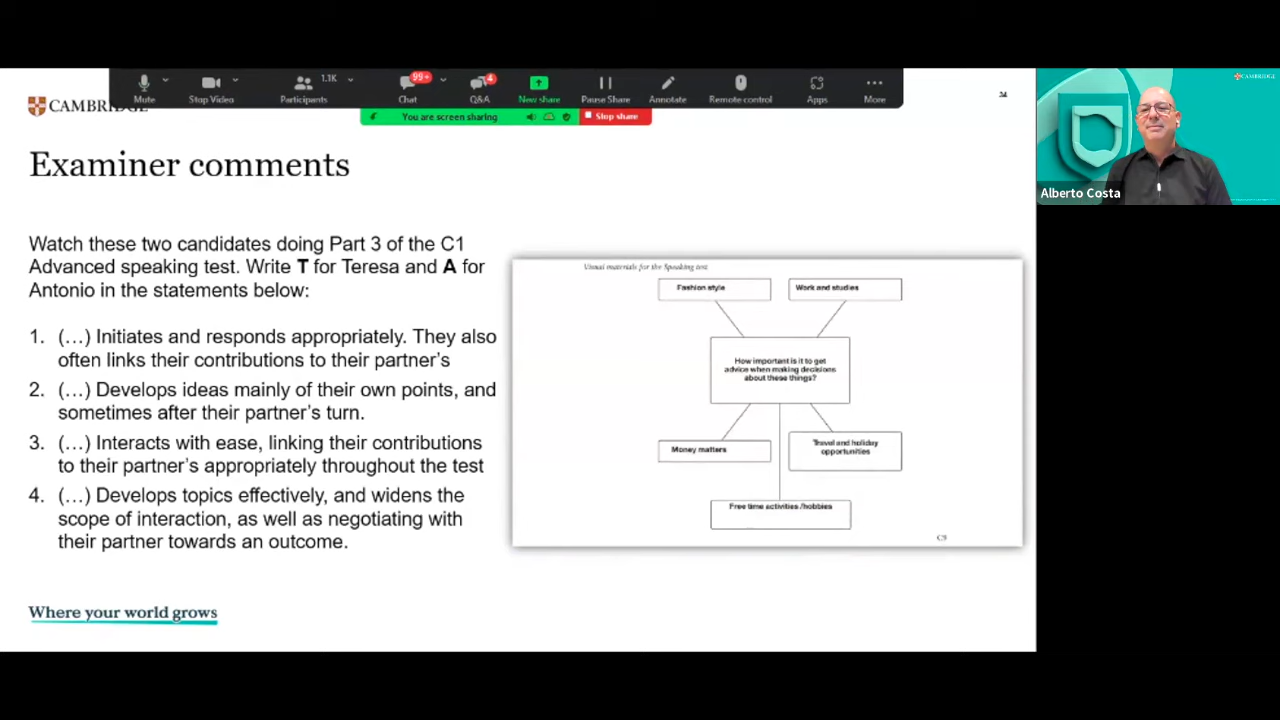 1.1K
99+
4
Mute
Stop Video
Participants
Chat
Q&A
New share
Pause Share
Annotate
Remote control
Apps
More
You are screen sharing
Stop share
CAMBRIDGE
CAMBRIDGE
Alberto Costa
Examiner comments
Watch these two candidates doing Part 3 of the C1
Advanced speaking test. Write T for Teresa and A for
Antonio in the statements below:
1. (…) Initiates and responds appropriately. They also
often links their contributions to their partner's
2. (…) Develops ideas mainly of their own points, and
sometimes after their partner's turn.
3. (…) Interacts with ease, linking their contributions
to their partner's appropriately throughout the test
4. (…) Develops topics effectively, and widens the
scope of interaction, as well as negotiating with
their partner towards an outcome.
Visual materials for the Speaking test
Fashion style
Work and studies
How important is it to get
advice when making decisions
about these things?
Money matters
Travel and holiday
opportunities
Free time activities /hobbies
Where your world grows